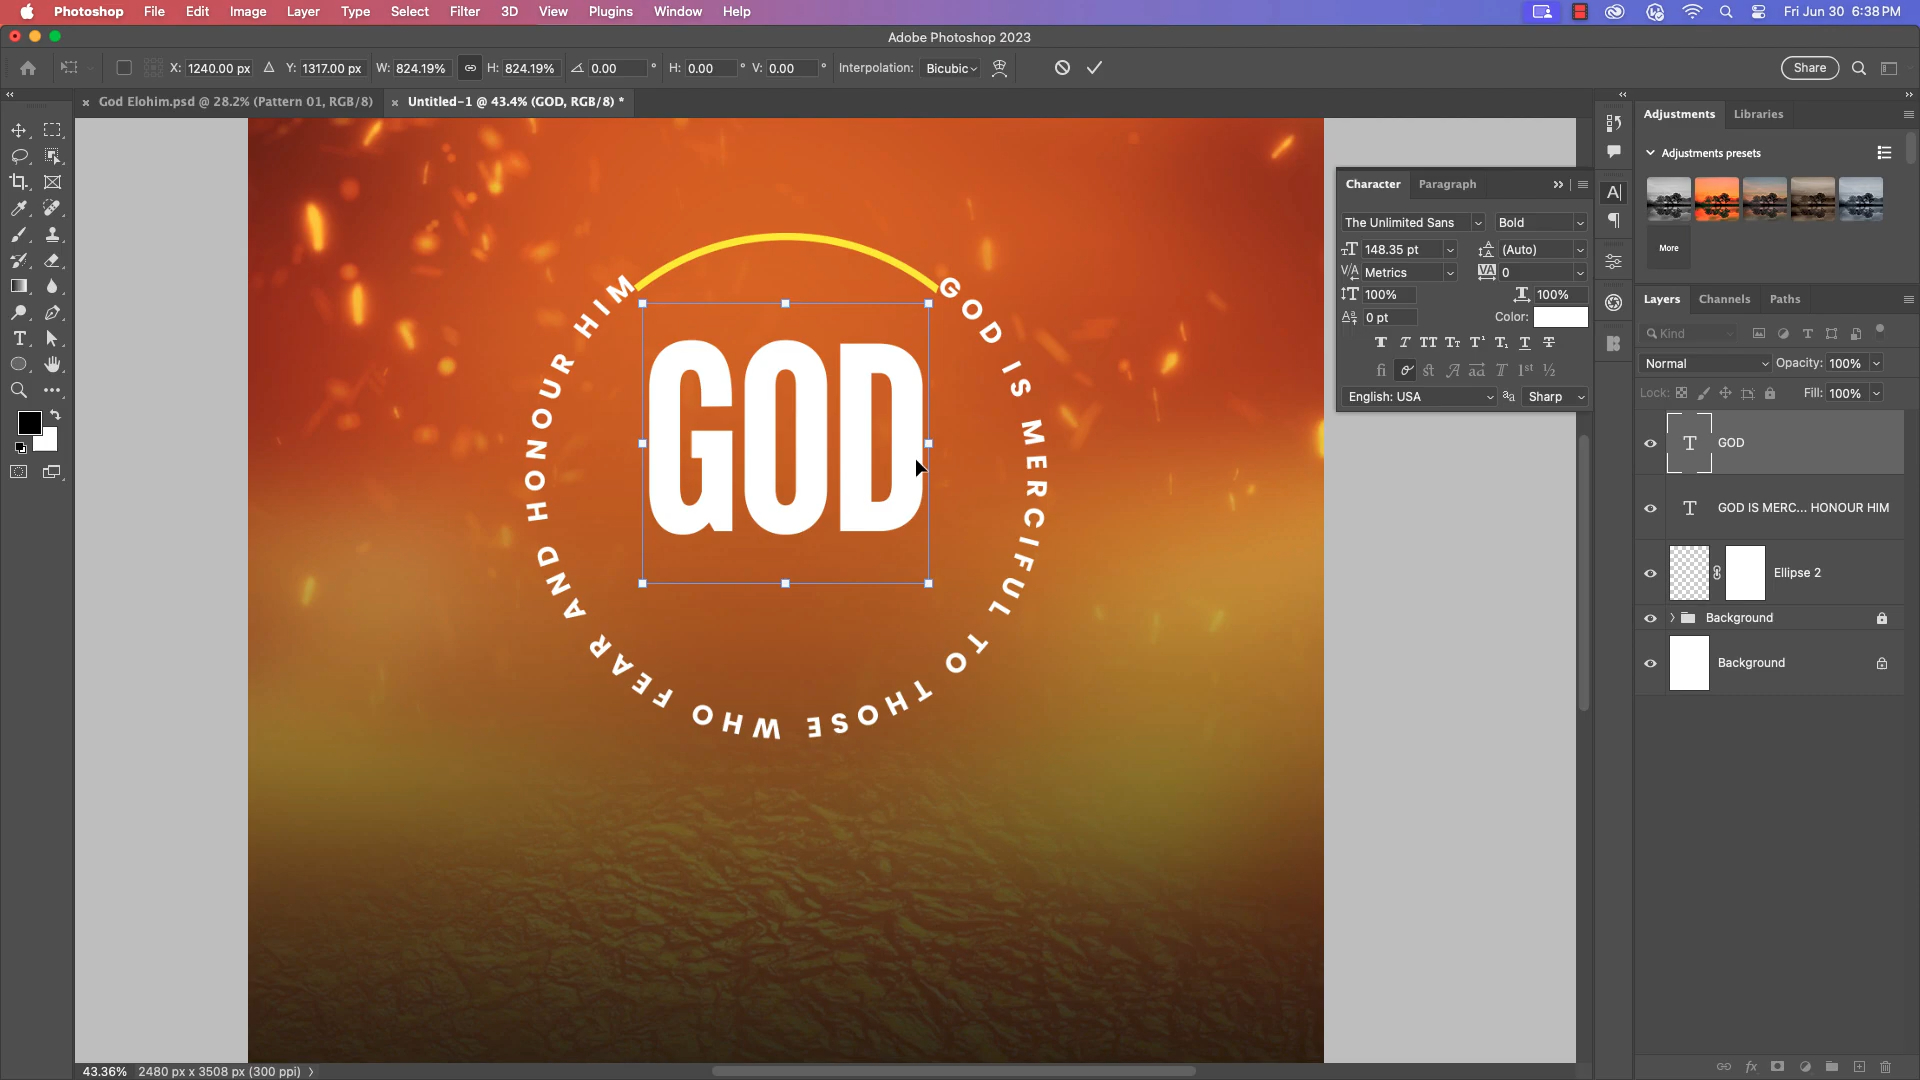 Photoshop File Edit Image Layer Type Select Filter 3D View Plugins Window Help Fri Jun 30 6:38 PM
Adobe Photoshop 2023
X: 1240.00 px Y: 1317.00 px W: 824.19% H: 824.19% 0.00 ° H: 0.00 ° V: 0.00 ° Interpolation: Bicubic Share
God Elohim.psd @ 28.2% (Pattern 01, RGB/8) Untitled-1 @ 43.4% (GOD, RGB/8) *
GOD IS MERCIFUL TO THOSE WHO FEAR AND HONOUR HIM
GOD
Character Paragraph
The Unlimited Sans Bold
148.35 pt (Auto)
Metrics 0
100% 100%
0 pt Color:
English: USA aa Sharp
Adjustments Libraries
Adjustments presets
More
Layers Channels Paths
Kind
Normal Opacity: 100%
Lock: Fill: 100%
GOD
GOD IS MERC... HONOUR HIM
Ellipse 2
Background
Background
43.36% 2480 px x 3508 px (300 ppi)